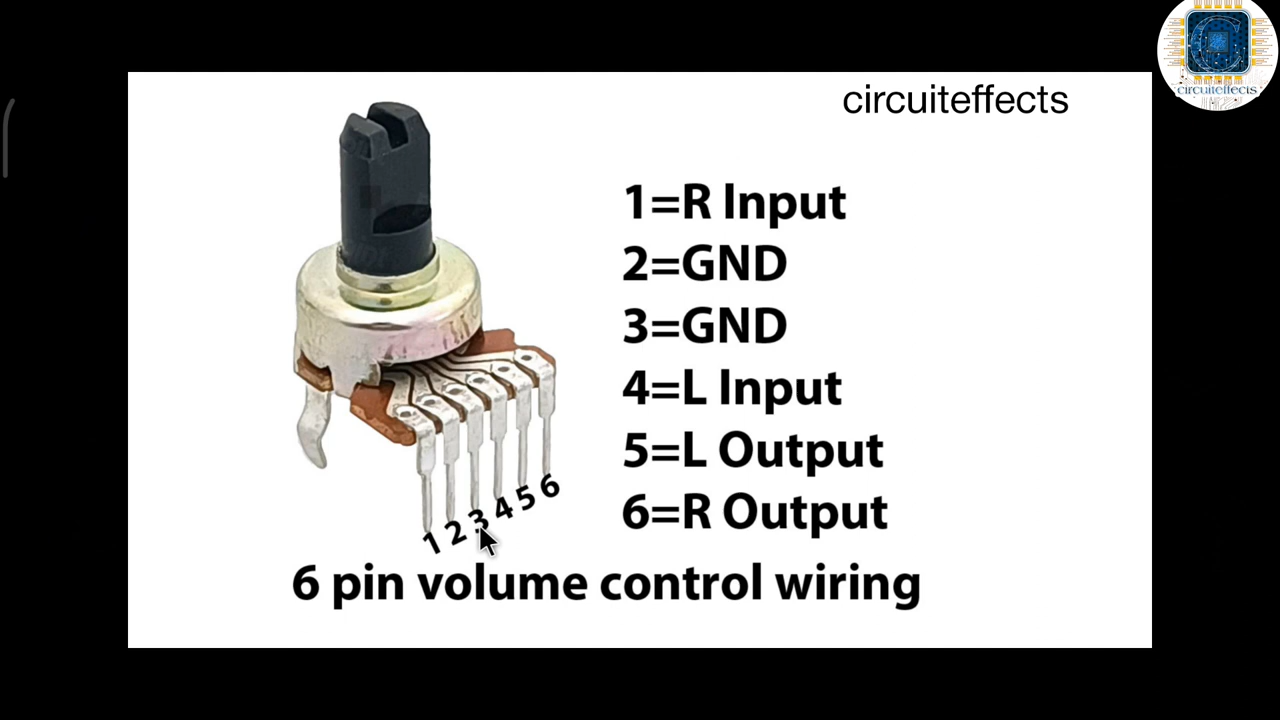 circuiteffects
circuiteffects
1=R Input
2=GND
3=GND
4=L Input
5=L Output
6=R Output
1 2 3 4 5 6
6 pin volume control wiring